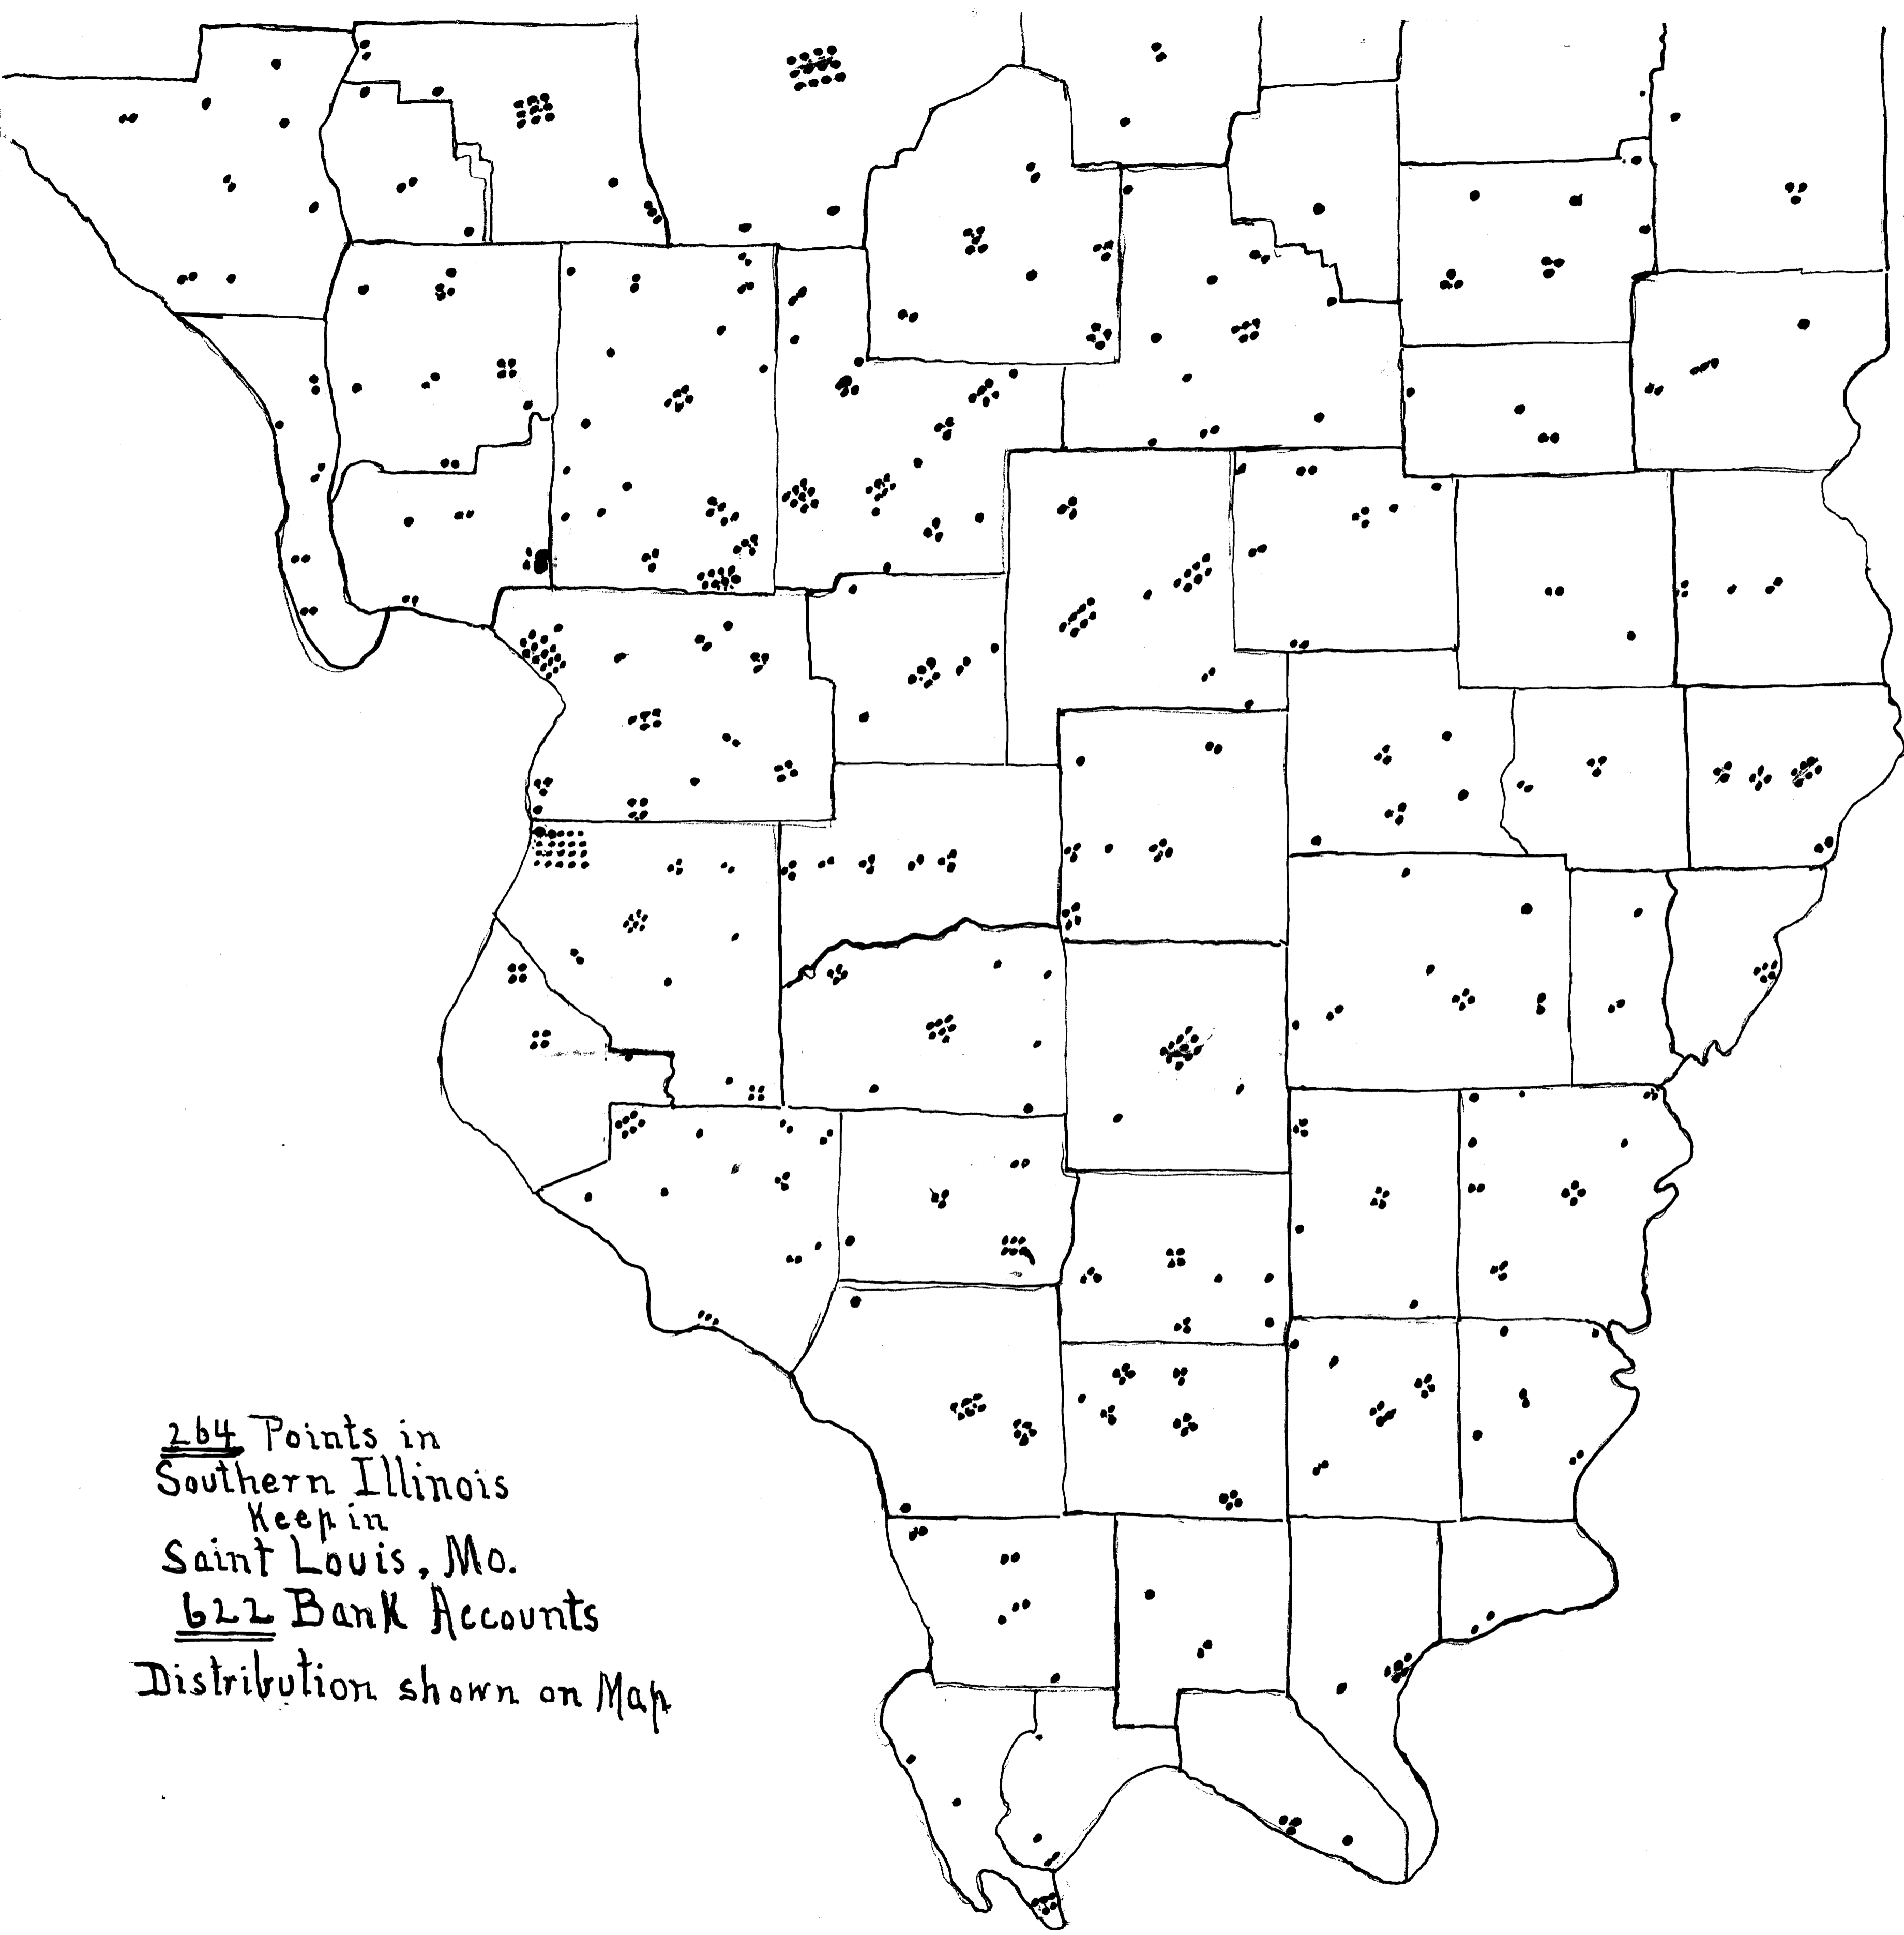 264 Points in
Southern Illinois
Keep in
Saint Louis, Mo.
622 Bank Accounts
Distribution shown on Map